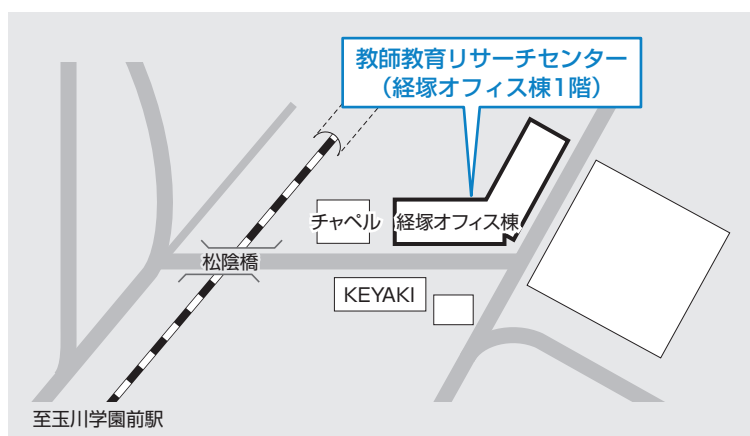 教師教育リサーチセンター
（経塚オフィス棟1階）
チャペル
経塚オフィス棟
松陰橋
KEYAKI
至玉川学園前駅